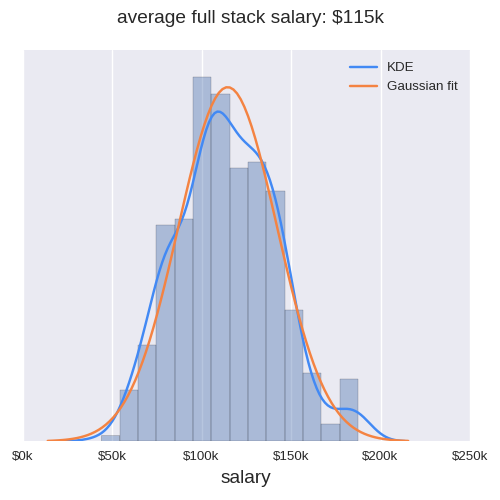 average full stack salary: $115k
KDE
Gaussian fit
$0k $50k $100k $150k $200k $250k
salary